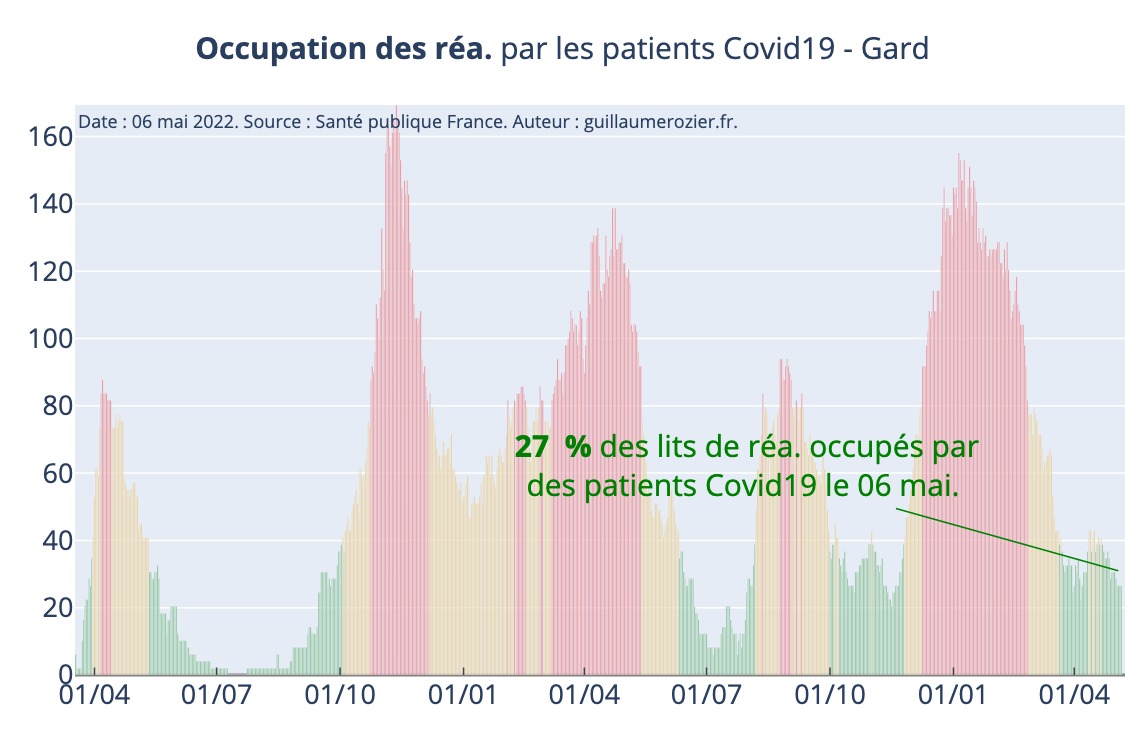 Occupation des réa. par les patients Covid19 - Gard
Date : 06 mai 2022. Source : Santé publique France. Auteur : guillaumerozier.fr.
160
140
120
100
80
60
40
20
0
27 % des lits de réa. occupés par
des patients Covid19 le 06 mai.
01/04 01/07 01/10 01/01 01/04 01/07 01/10 01/01 01/04